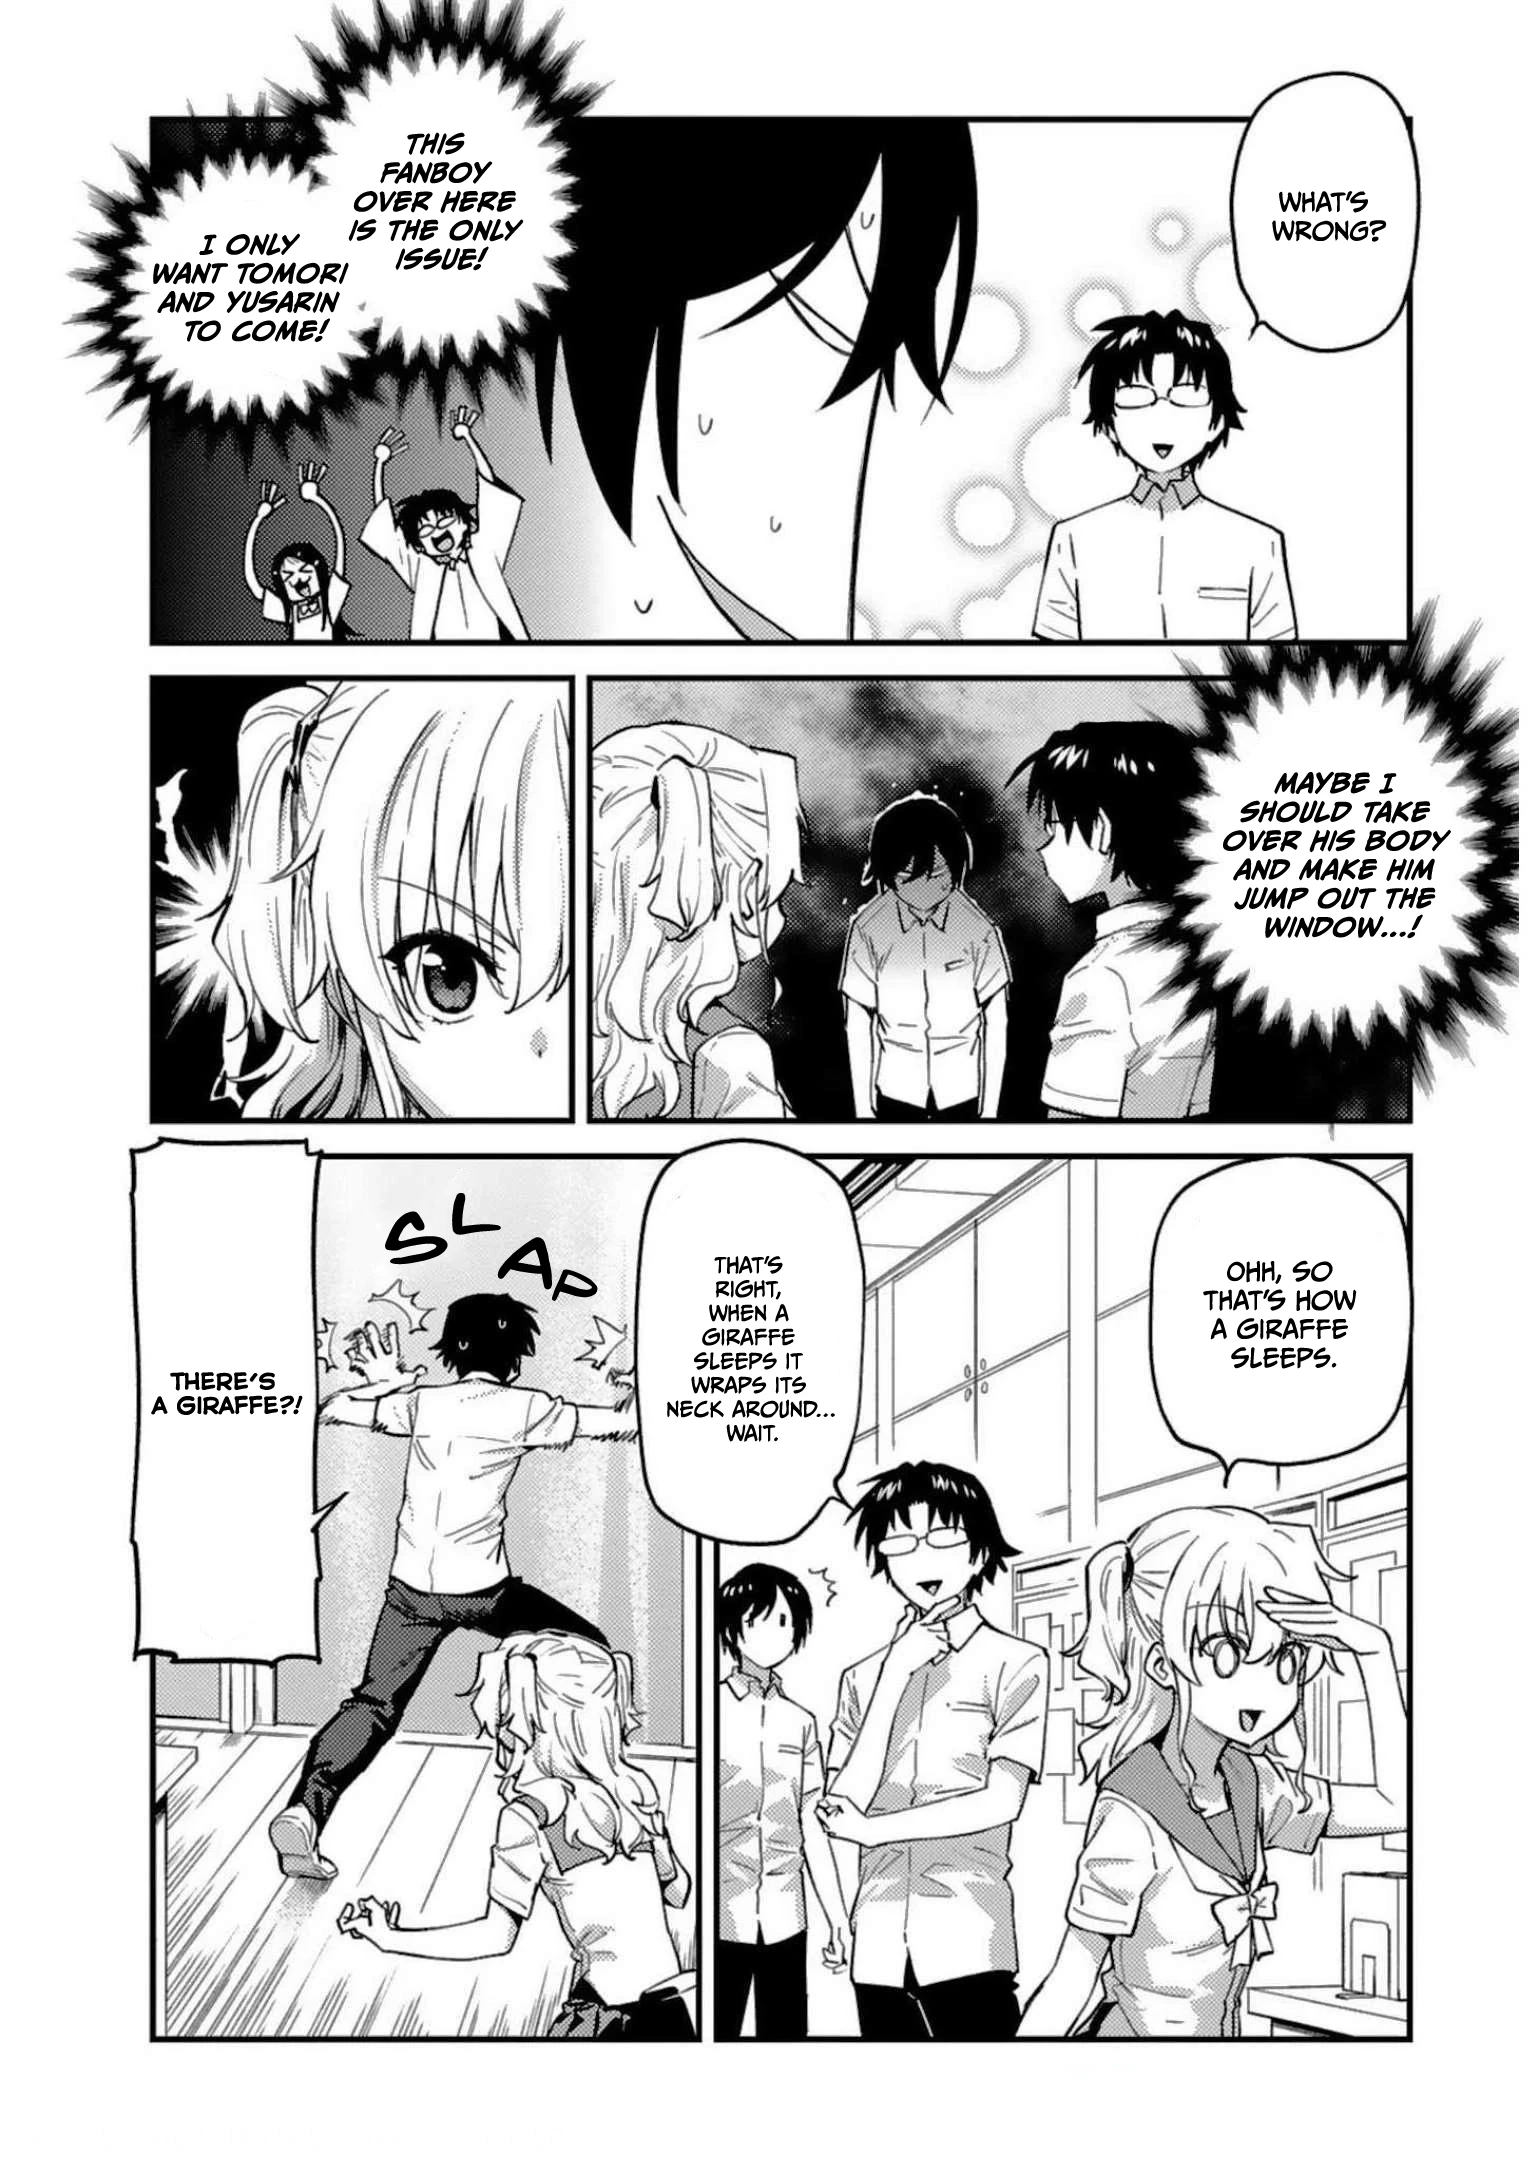 WHAT'S
WRONG?
THIS
FANBOY
OVER HERE
IS THE ONLY
ISSUE!
I ONLY
WANT TOMORI
AND YUSARIN
TO COME!
MAYBE I
SHOULD TAKE
OVER HIS BODY
AND MAKE HIM
JUMP OUT THE
WINDOW...!
OHH, SO
THAT'S HOW
A GIRAFFE
SLEEPS.
THAT'S
RIGHT,
WHEN A
GIRAFFE
SLEEPS IT
WRAPS ITS
NECK AROUND...
WAIT.
SLAP
THERE'S
A GIRAFFE?!